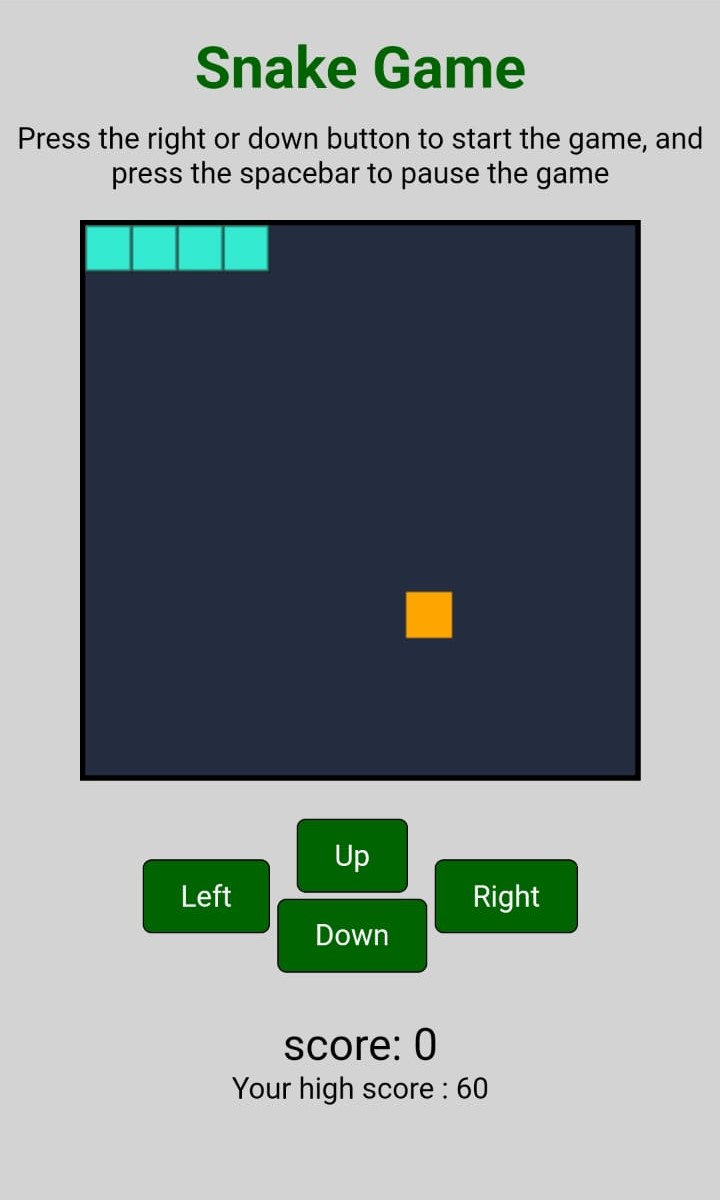 Snake Game
Press the right or down button to start the game, and
press the spacebar to pause the game
Up
Left
Right
Down
score: 0
Your high score : 60